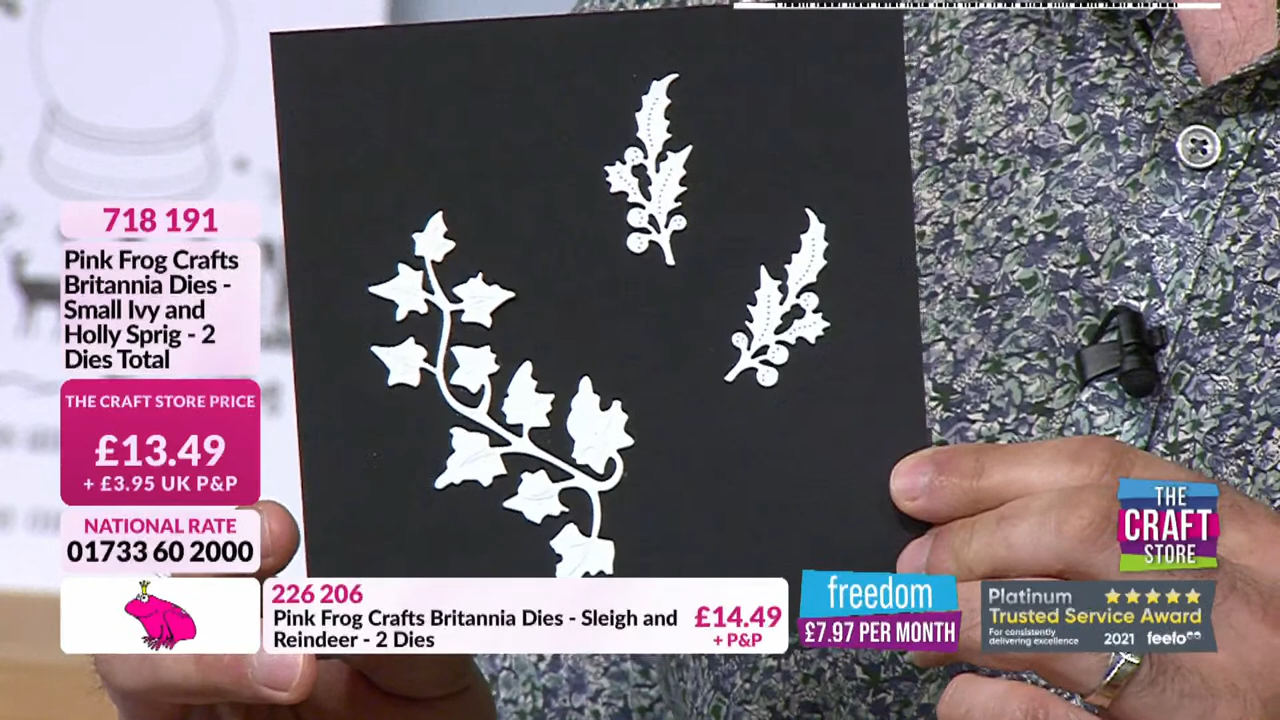 718 191
Pink Frog Crafts
Britannia Dies -
Small Ivy and
Holly Sprig - 2
Dies Total
THE CRAFT STORE PRICE
£13.49
+ £3.95 UK P&P
NATIONAL RATE
01733 60 2000
226 206
Pink Frog Crafts Britannia Dies - Sleigh and
Reindeer - 2 Dies
£14.49
+ P&P
freedom
£7.97 PER MONTH
THE
CRAFT
STORE
Platinum
Trusted Service Award
For consistently
delivering excellence
2021 feefo